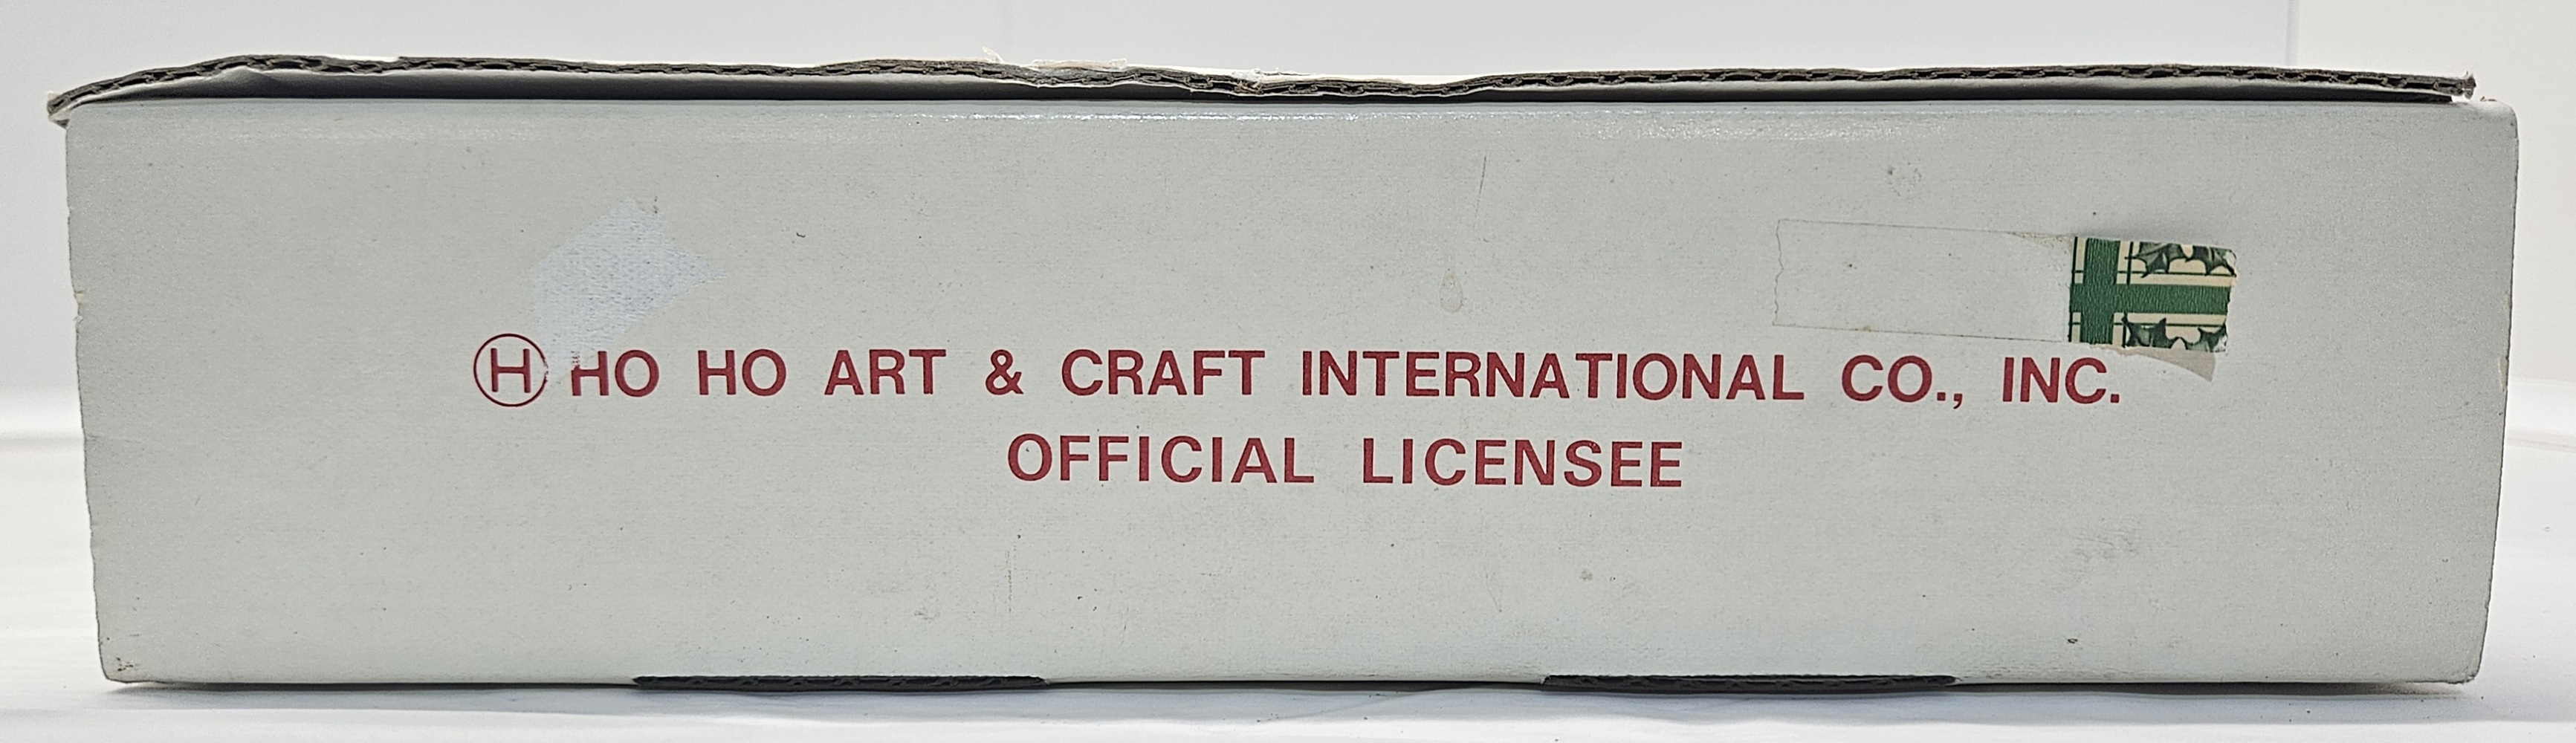 Ⓗ HO HO ART & CRAFT INTERNATIONAL CO., INC.
OFFICIAL LICENSEE